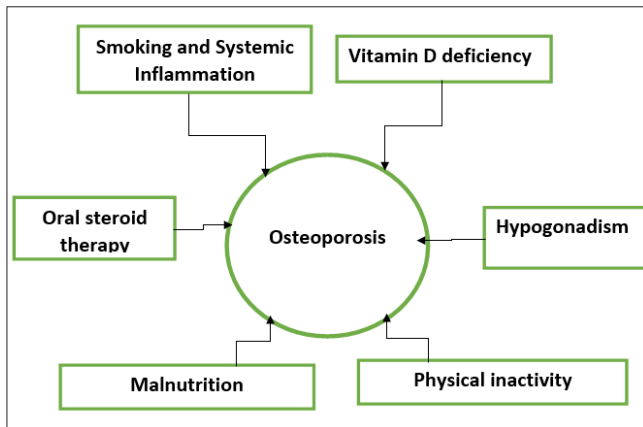 Smoking and Systemic
Inflammation
Vitamin D deficiency
Oral steroid
therapy
Osteoporosis
Hypogonadism
Malnutrition
Physical inactivity